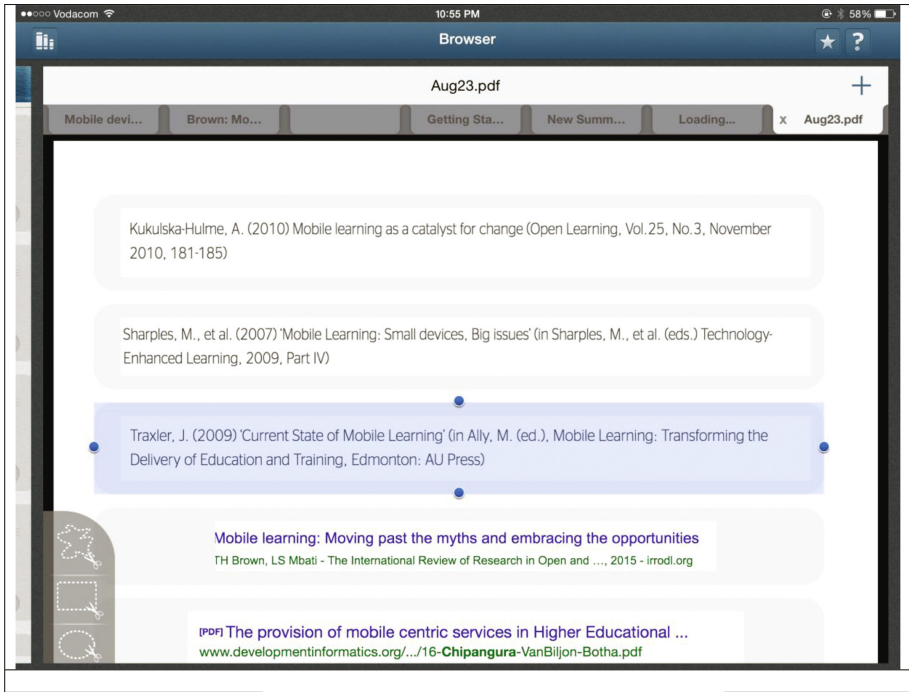 Vodacom 10:55 PM 58%
Browser
Aug23.pdf
Mobile devi... Brown: Mo... Getting Sta... New Summ... Loading... x Aug23.pdf
Kukulska-Hulme, A. (2010) Mobile learning as a catalyst for change (Open Learning, Vol.25, No.3, November
2010, 181-185)
Sharples, M., et al. (2007) 'Mobile Learning: Small devices, Big issues' (in Sharples, M., et al. (eds.) Technology-
Enhanced Learning, 2009, Part IV)
Traxler, J. (2009) 'Current State of Mobile Learning' (in Ally, M. (ed.), Mobile Learning: Transforming the
Delivery of Education and Training, Edmonton: AU Press)
Mobile learning: Moving past the myths and embracing the opportunities
TH Brown, LS Mbati - The International Review of Research in Open and ..., 2015 - irrodl.org
[PDF] The provision of mobile centric services in Higher Educational ...
www.developmentinformatics.org/.../16-Chipangura-VanBiljon-Botha.pdf